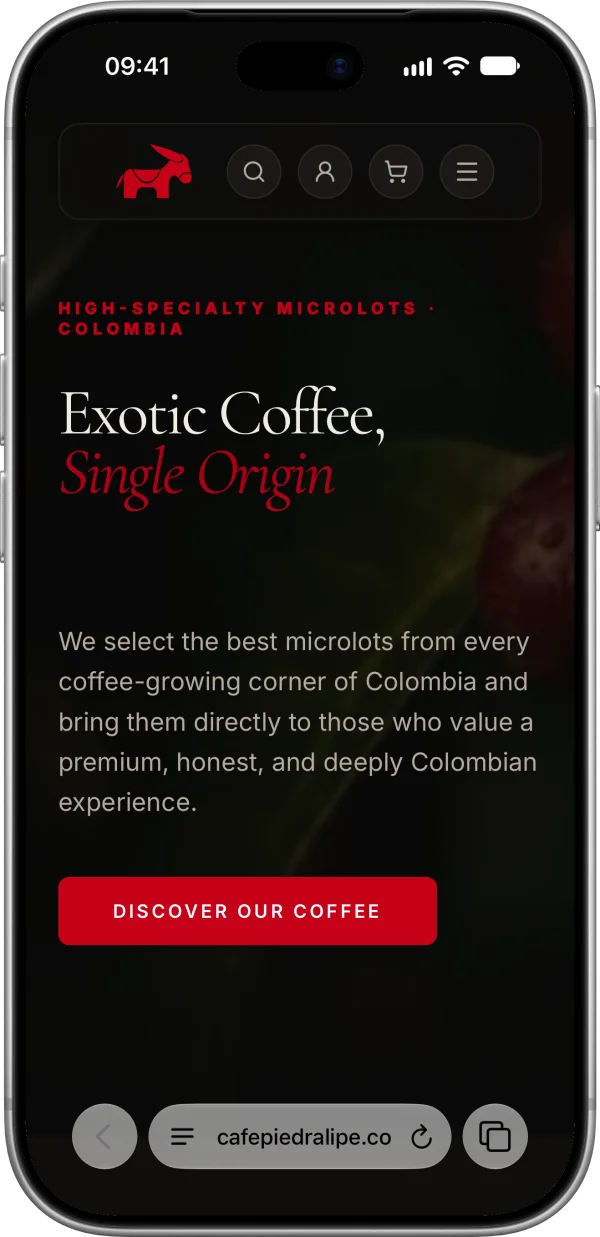 09:41
HIGH-SPECIALTY MICROLOTS ·
COLOMBIA
Exotic Coffee,
Single Origin
We select the best microlots from every
coffee-growing corner of Colombia and
bring them directly to those who value a
premium, honest, and deeply Colombian
experience.
DISCOVER OUR COFFEE
cafepiedralipe.co